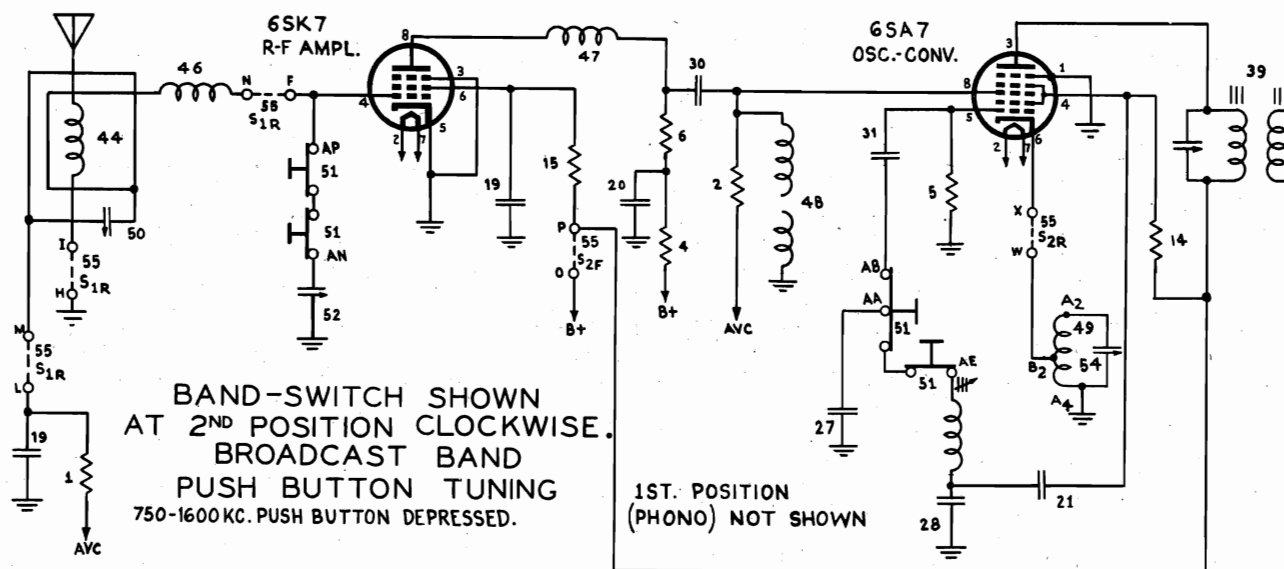 6SK7
R-F AMPL.
8
3
6
4
5
2
7
46
N
F
56
S1R
44
50
I
55
S1R
H
M
55
S1R
L
19
1
AVC
AP
51
51
AN
52
15
19
P
55
S2F
O
B+
47
30
6
20
4
B+
2
AVC
48
6SA7
OSC.-CONV.
3
1
8
4
5
6
2
7
31
5
X
55
S2R
W
AB
AA
51
51
AE
27
28
21
A2
49
54
B2
A4
14
39
BAND-SWITCH SHOWN
AT 2ND POSITION CLOCKWISE.
BROADCAST BAND
PUSH BUTTON TUNING
750-1600 KC. PUSH BUTTON DEPRESSED.
1ST. POSITION
(PHONO) NOT SHOWN